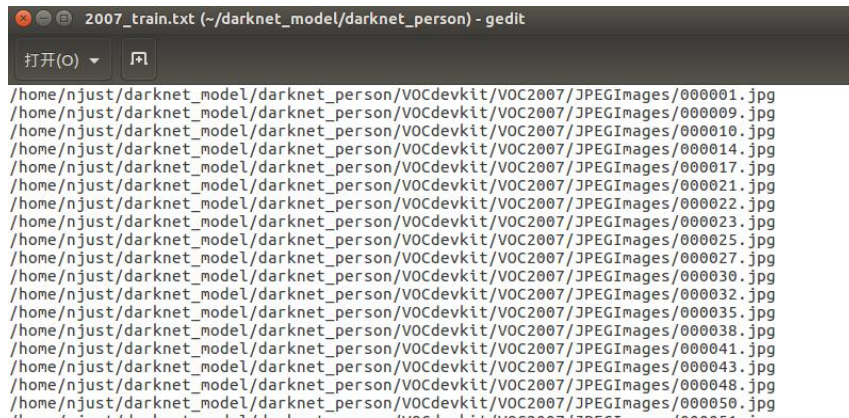 2007_train.txt (~/darknet_model/darknet_person) - gedit
打开(O)
/home/njust/darknet_model/darknet_person/VOCdevkit/VOC2007/JPEGImages/000001.jpg
/home/njust/darknet_model/darknet_person/VOCdevkit/VOC2007/JPEGImages/000009.jpg
/home/njust/darknet_model/darknet_person/VOCdevkit/VOC2007/JPEGImages/000010.jpg
/home/njust/darknet_model/darknet_person/VOCdevkit/VOC2007/JPEGImages/000014.jpg
/home/njust/darknet_model/darknet_person/VOCdevkit/VOC2007/JPEGImages/000017.jpg
/home/njust/darknet_model/darknet_person/VOCdevkit/VOC2007/JPEGImages/000021.jpg
/home/njust/darknet_model/darknet_person/VOCdevkit/VOC2007/JPEGImages/000022.jpg
/home/njust/darknet_model/darknet_person/VOCdevkit/VOC2007/JPEGImages/000023.jpg
/home/njust/darknet_model/darknet_person/VOCdevkit/VOC2007/JPEGImages/000025.jpg
/home/njust/darknet_model/darknet_person/VOCdevkit/VOC2007/JPEGImages/000027.jpg
/home/njust/darknet_model/darknet_person/VOCdevkit/VOC2007/JPEGImages/000030.jpg
/home/njust/darknet_model/darknet_person/VOCdevkit/VOC2007/JPEGImages/000032.jpg
/home/njust/darknet_model/darknet_person/VOCdevkit/VOC2007/JPEGImages/000035.jpg
/home/njust/darknet_model/darknet_person/VOCdevkit/VOC2007/JPEGImages/000038.jpg
/home/njust/darknet_model/darknet_person/VOCdevkit/VOC2007/JPEGImages/000041.jpg
/home/njust/darknet_model/darknet_person/VOCdevkit/VOC2007/JPEGImages/000043.jpg
/home/njust/darknet_model/darknet_person/VOCdevkit/VOC2007/JPEGImages/000048.jpg
/home/njust/darknet_model/darknet_person/VOCdevkit/VOC2007/JPEGImages/000050.jpg